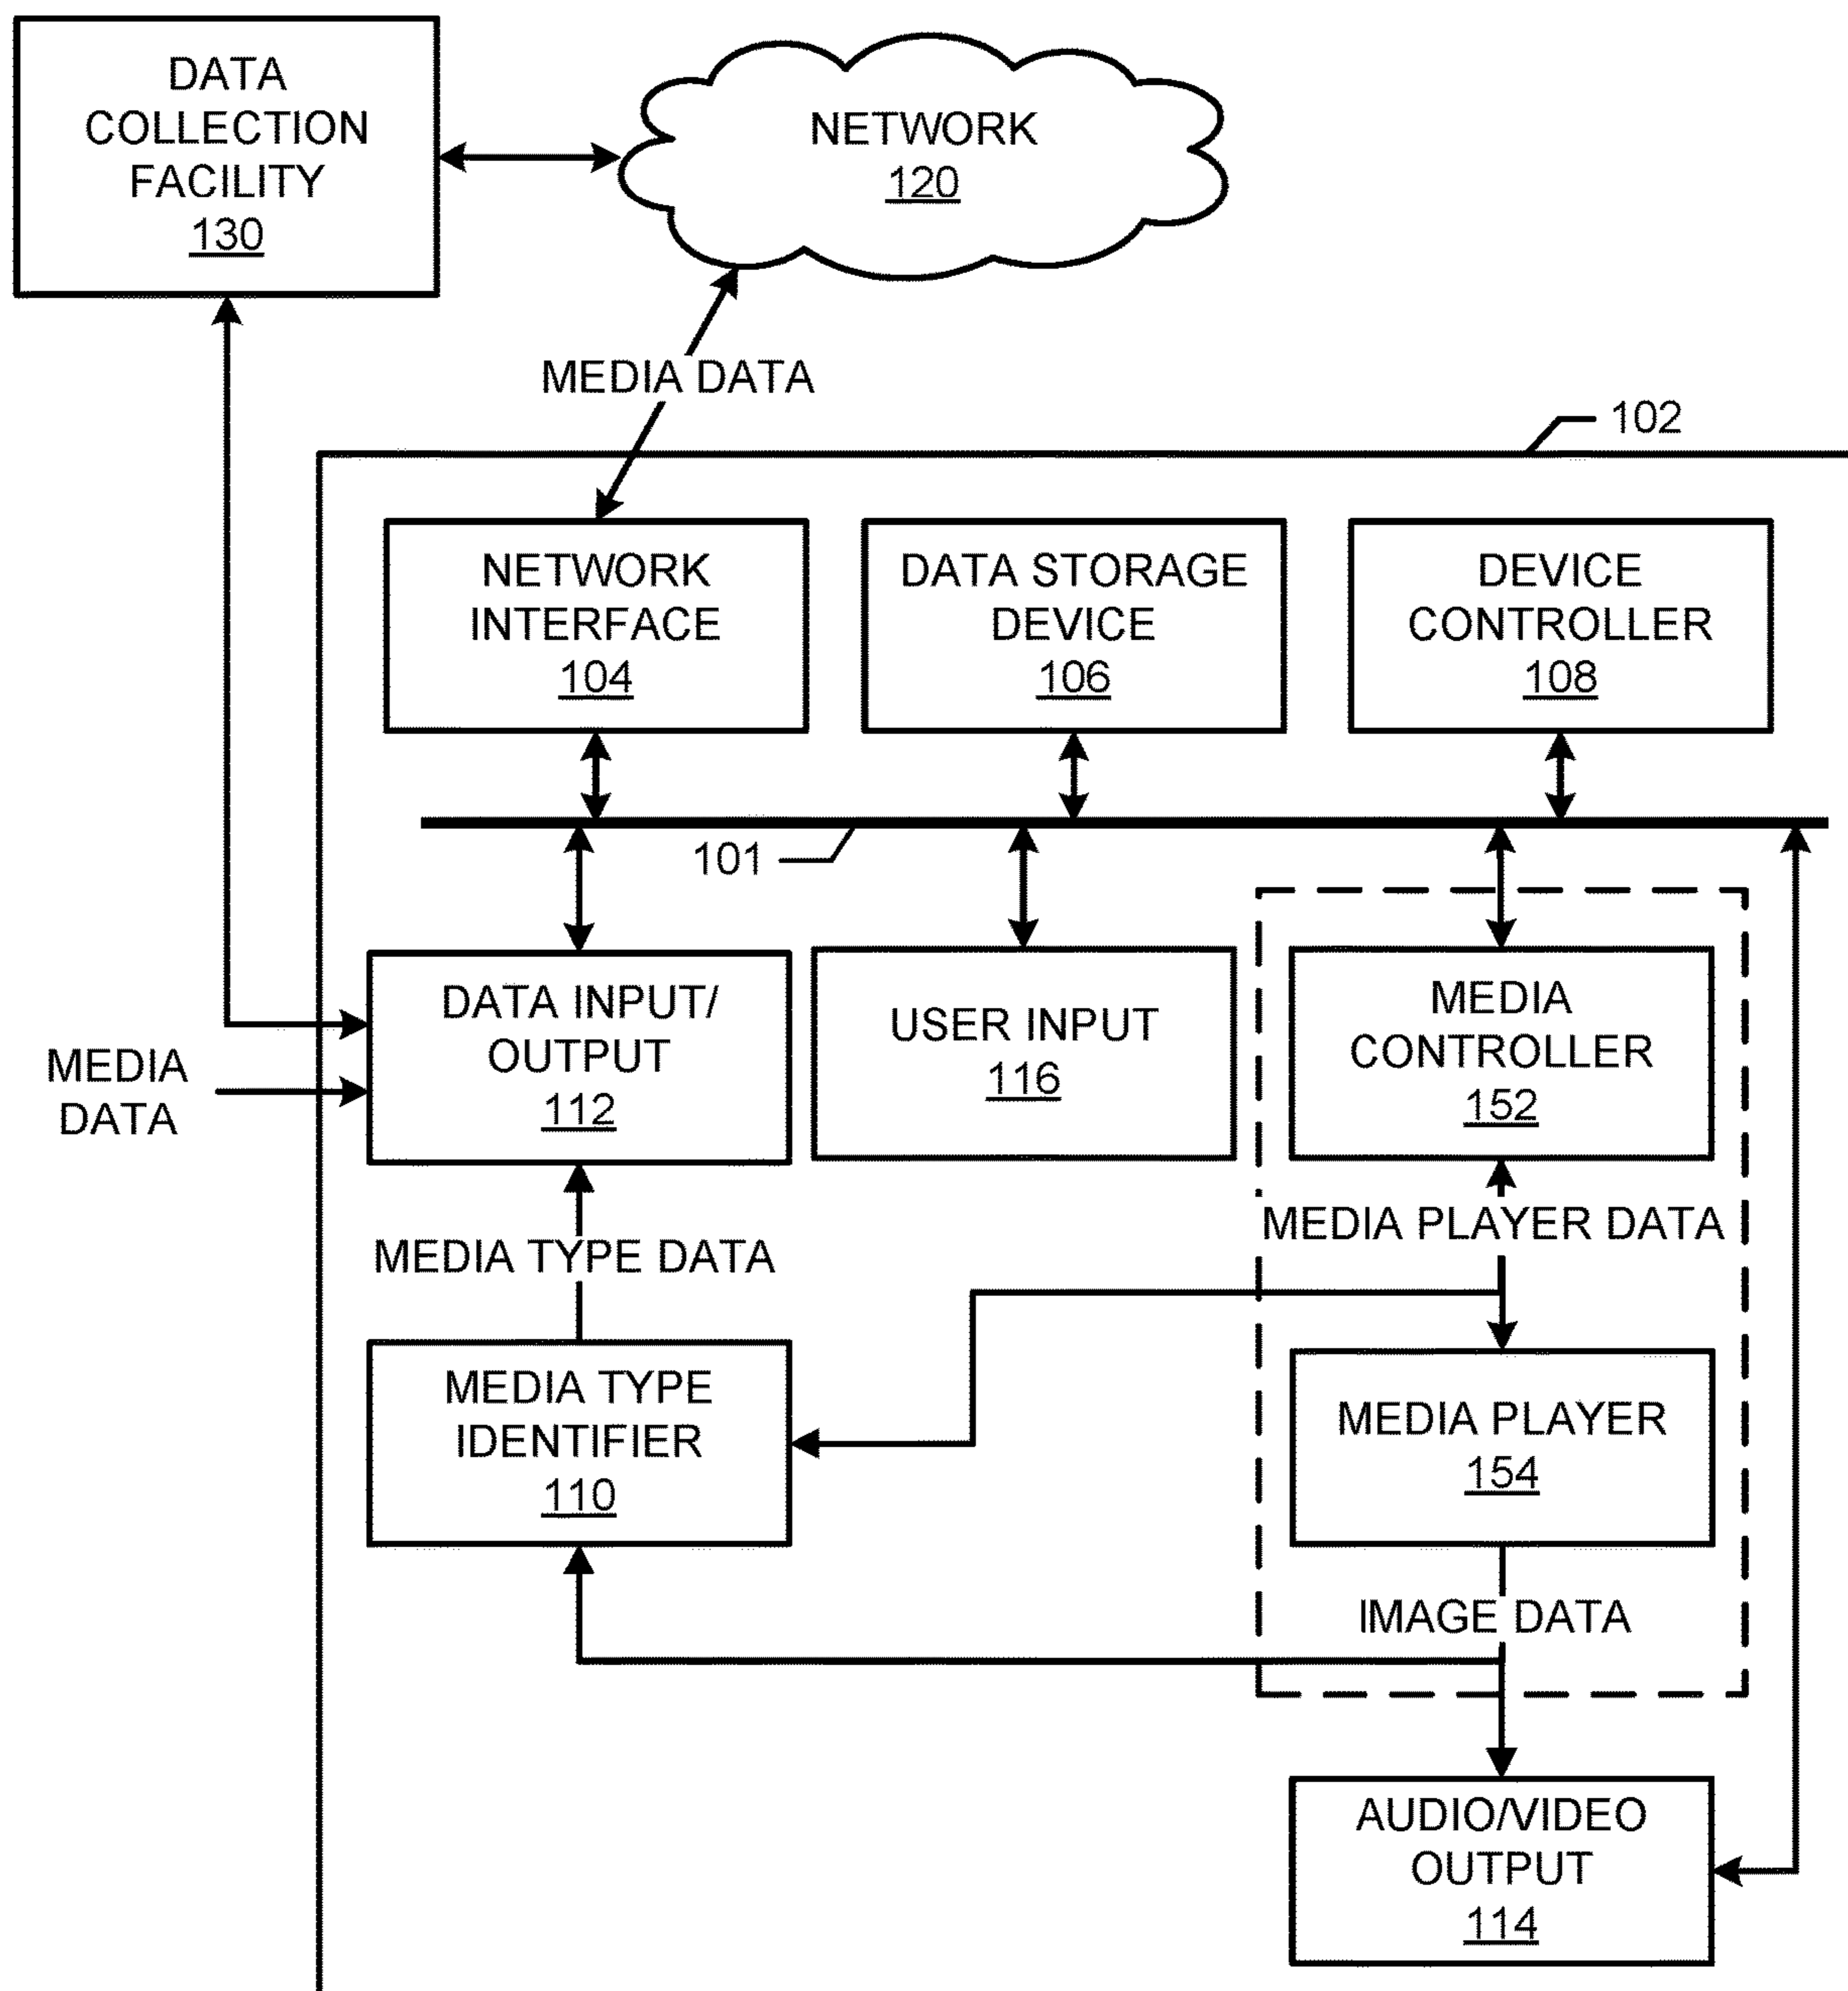 DATA
COLLECTION
FACILITY
130
NETWORK
120
MEDIA DATA
102
NETWORK
INTERFACE
104
DATA STORAGE
DEVICE
106
DEVICE
CONTROLLER
108
101
DATA INPUT/
OUTPUT
112
USER INPUT
116
MEDIA
CONTROLLER
152
MEDIA
DATA
MEDIA TYPE DATA
MEDIA PLAYER DATA
MEDIA TYPE
IDENTIFIER
110
MEDIA PLAYER
154
IMAGE DATA
AUDIO/VIDEO
OUTPUT
114